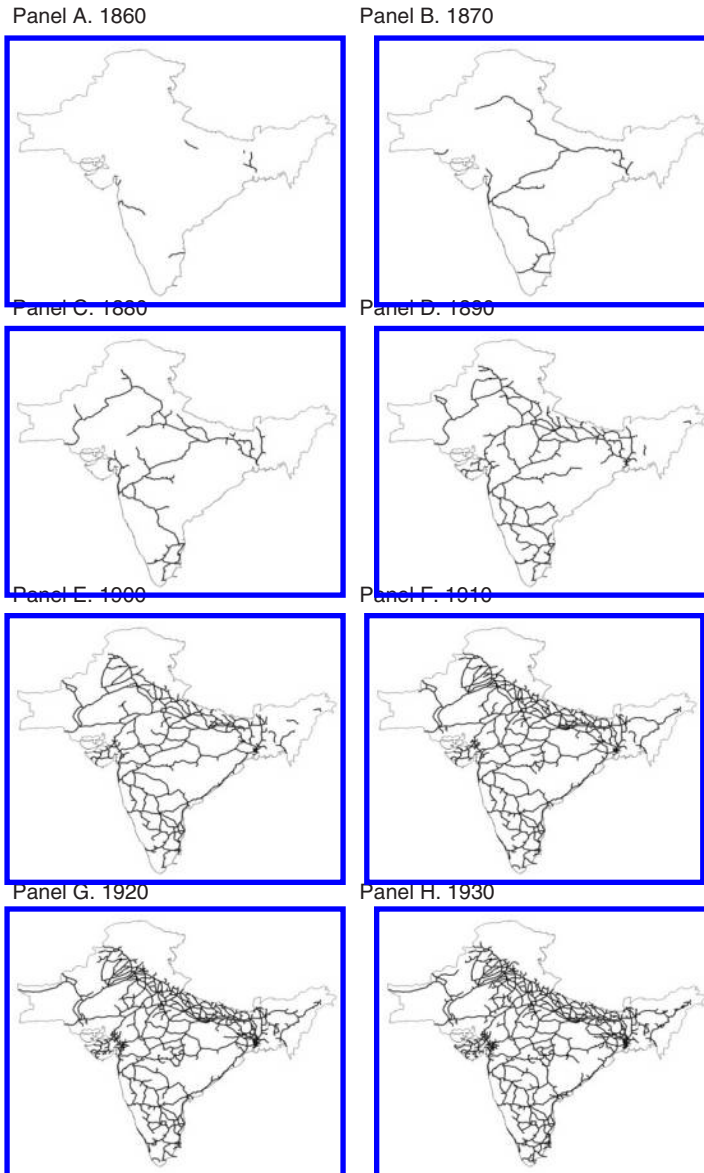 Panel A. 1860
Panel B. 1870
Panel C. 1880
Panel D. 1890
Panel E. 1900
Panel F. 1910
Panel G. 1920
Panel H. 1930